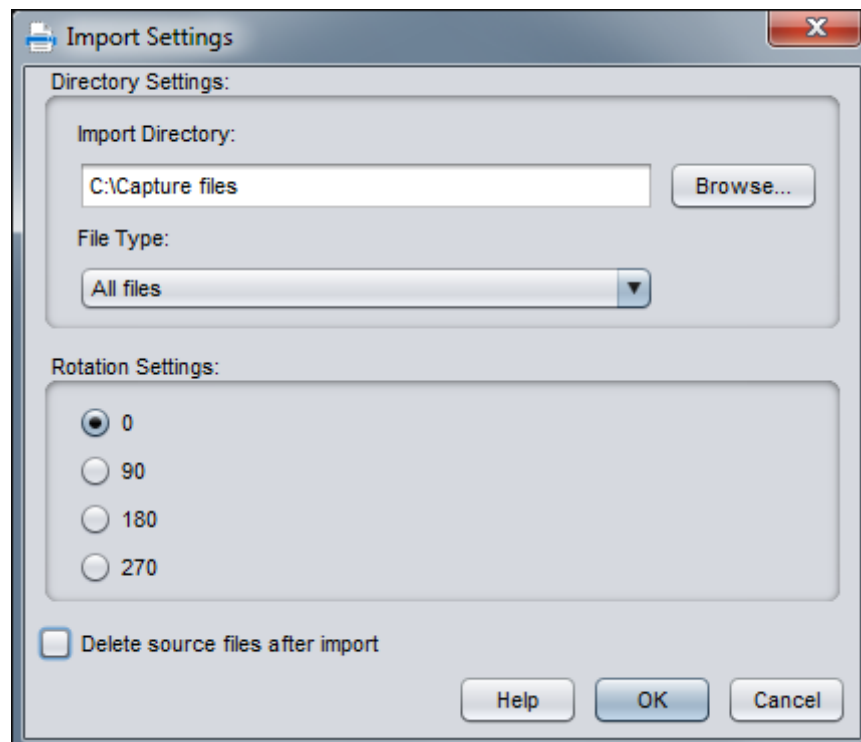 Import Settings
Directory Settings:
Import Directory:
C:\Capture files
Browse...
File Type:
All files
Rotation Settings:
0
90
180
270
Delete source files after import
Help OK Cancel